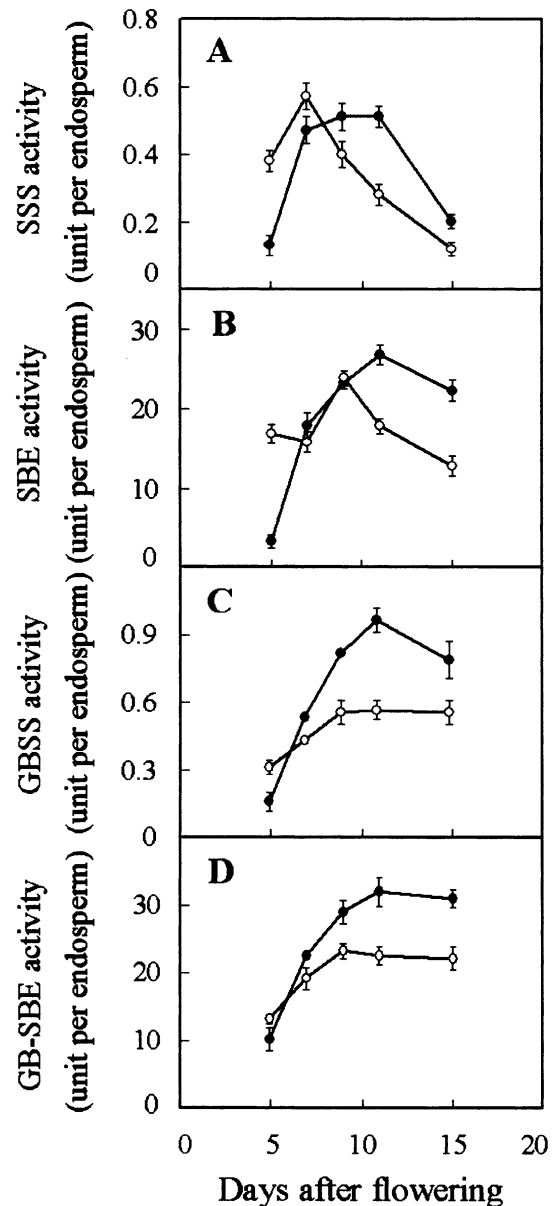 A
SSS activity
(unit per endosperm)
0.8
0.6
0.4
0.2
0
B
SBE activity
(unit per endosperm)
30
20
10
0
C
GBSS activity
(unit per endosperm)
0.9
0.6
0.3
0
D
GB-SBE activity
(unit per endosperm)
30
20
10
0
0 5 10 15 20
Days after flowering